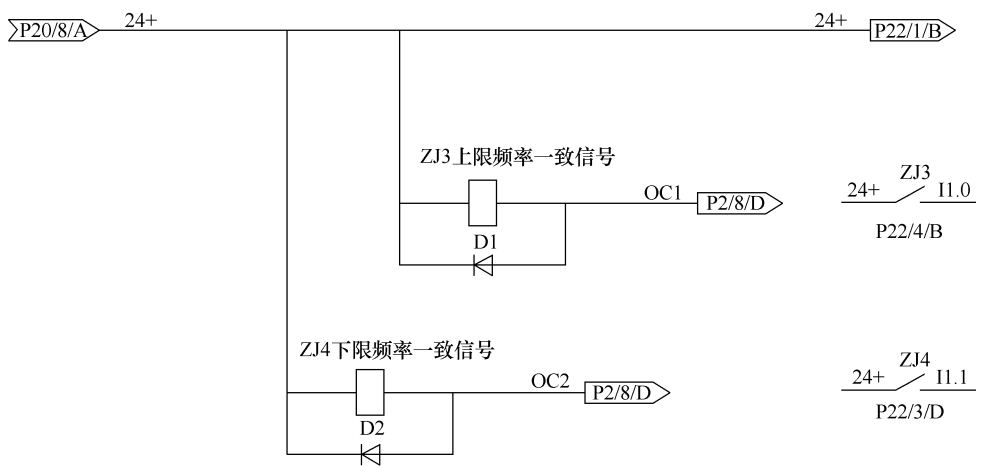 P20/8/A 24+ 24+ P22/1/B
ZJ3上限频率一致信号
OC1 P2/8/D
D1
ZJ3
24+ I1.0
P22/4/B
ZJ4下限频率一致信号
OC2 P2/8/D
D2
ZJ4
24+ I1.1
P22/3/D